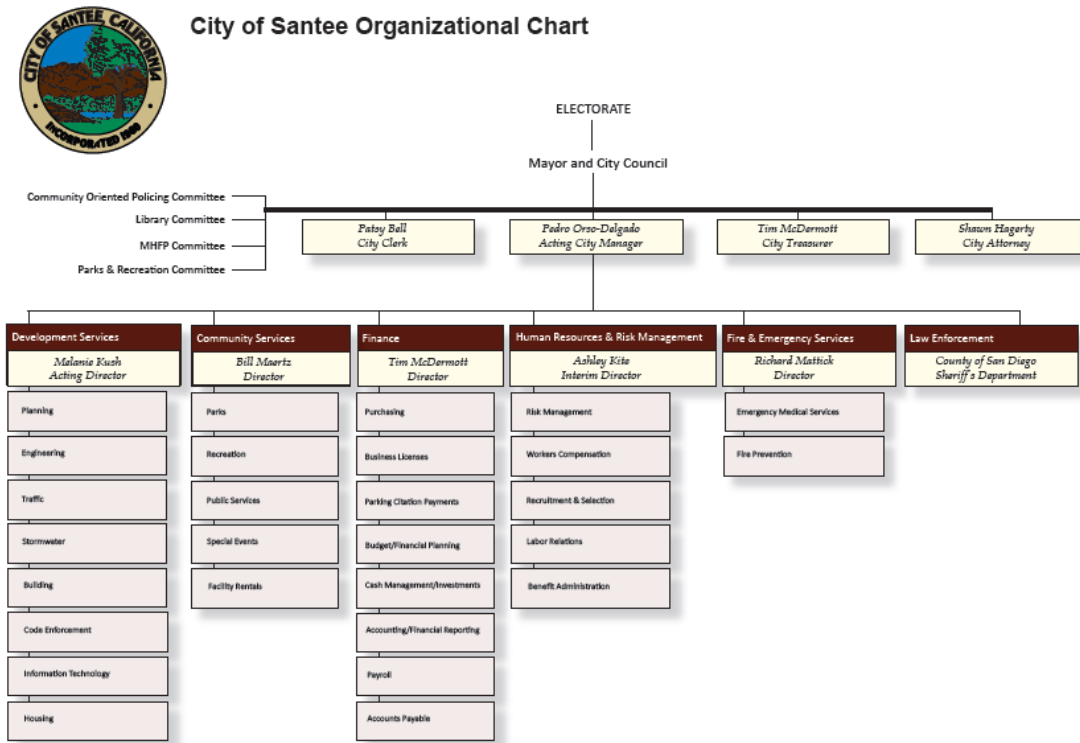 CITY OF SANTEE, CALIFORNIA
INCORPORATED 1980
City of Santee Organizational Chart
ELECTORATE
Mayor and City Council
Community Oriented Policing Committee
Library Committee
MHFP Committee
Parks & Recreation Committee
Patsy Bell
City Clerk
Pedro Orso-Delgado
Acting City Manager
Tim McDermott
City Treasurer
Shawn Hagerty
City Attorney
Development Services
Melanie Kush
Acting Director
Planning
Engineering
Traffic
Stormwater
Building
Code Enforcement
Information Technology
Housing
Community Services
Bill Maertz
Director
Parks
Recreation
Public Services
Special Events
Facility Rentals
Finance
Tim McDermott
Director
Purchasing
Business Licenses
Parking Citation Payments
Budget/Financial Planning
Cash Management/Investments
Accounting/Financial Reporting
Payroll
Accounts Payable
Human Resources & Risk Management
Ashley Kite
Interim Director
Risk Management
Workers Compensation
Recruitment & Selection
Labor Relations
Benefit Administration
Fire & Emergency Services
Richard Mattick
Director
Emergency Medical Services
Fire Prevention
Law Enforcement
County of San Diego
Sheriff's Department